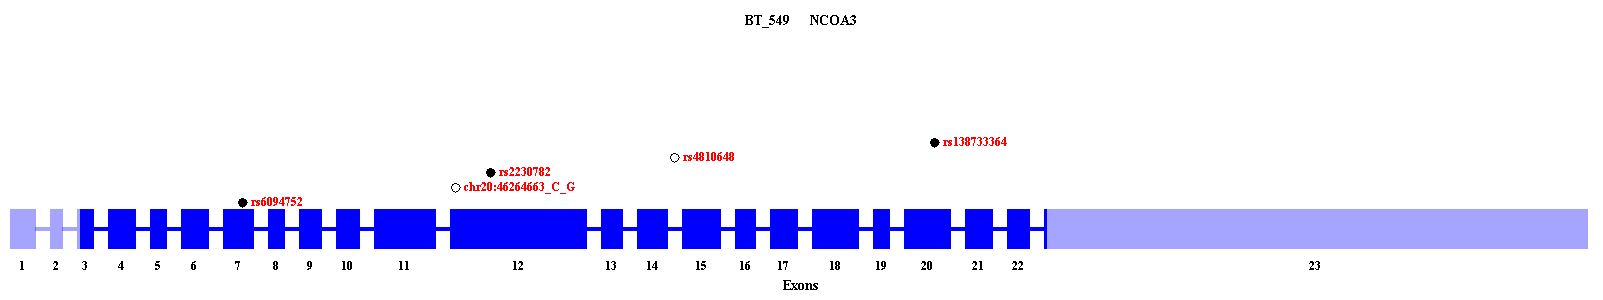 BT_549 NCOA3
rs138733364
rs4810648
rs2230782
chr20:46264663_C_G
rs6094752
1 2 3 4 5 6 7 8 9 10 11 12 13 14 15 16 17 18 19 20 21 22 23
Exons